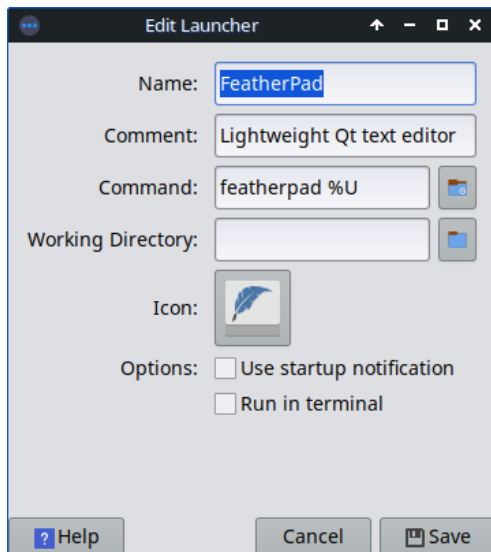 Edit Launcher
Name: FeatherPad
Comment: Lightweight Qt text editor
Command: featherpad %U
Working Directory:
Icon:
Options: Use startup notification
Run in terminal
? Help Cancel Save